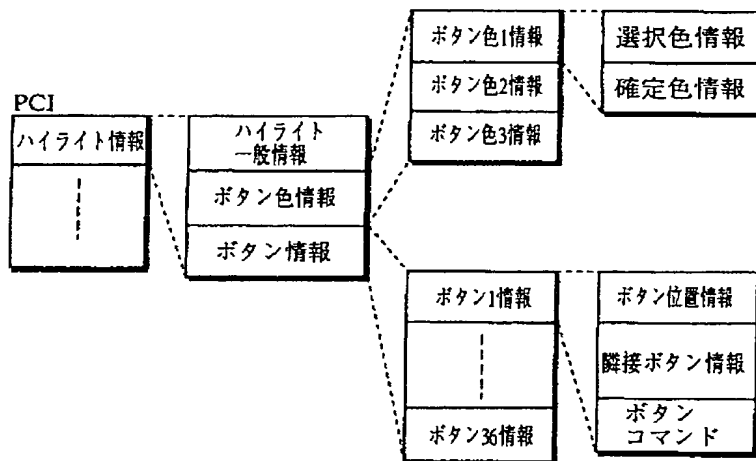 PCI
ハイライト情報
ハイライト
一般情報
ボタン色情報
ボタン情報
ボタン色1情報
ボタン色2情報
ボタン色3情報
選択色情報
確定色情報
ボタン1情報
ボタン36情報
ボタン位置情報
隣接ボタン情報
ボタン
コマンド